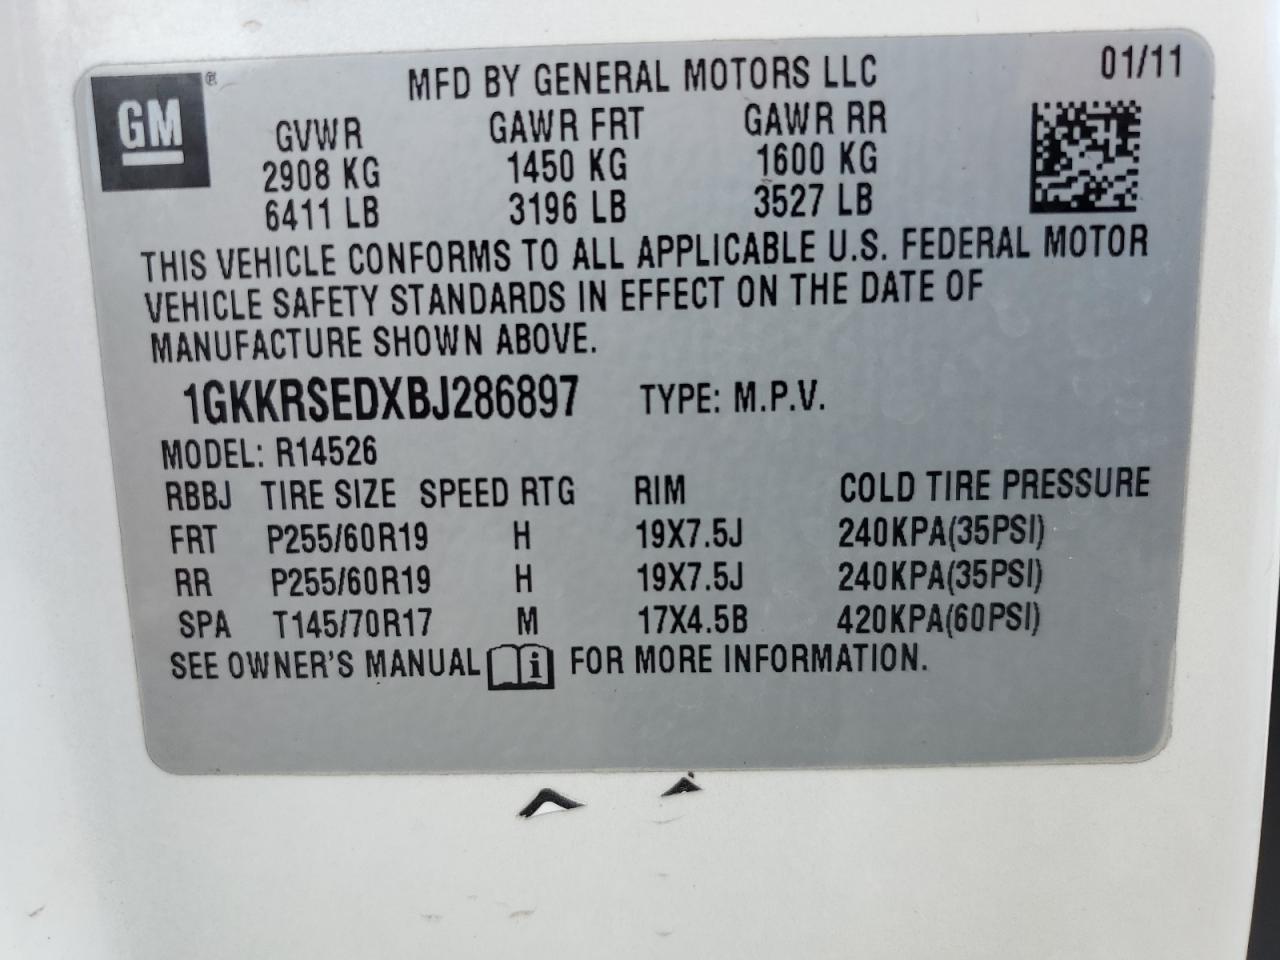 GM®
MFD BY GENERAL MOTORS LLC 01/11
GVWR GAWR FRT GAWR RR
2908 KG 1450 KG 1600 KG
6411 LB 3196 LB 3527 LB
THIS VEHICLE CONFORMS TO ALL APPLICABLE U.S. FEDERAL MOTOR
VEHICLE SAFETY STANDARDS IN EFFECT ON THE DATE OF
MANUFACTURE SHOWN ABOVE.
1GKKRSEDXBJ286897 TYPE: M.P.V.
MODEL: R14526
RBBJ TIRE SIZE SPEED RTG RIM COLD TIRE PRESSURE
FRT P255/60R19 H 19X7.5J 240KPA(35PSI)
RR P255/60R19 H 19X7.5J 240KPA(35PSI)
SPA T145/70R17 M 17X4.5B 420KPA(60PSI)
SEE OWNER'S MANUAL i FOR MORE INFORMATION.